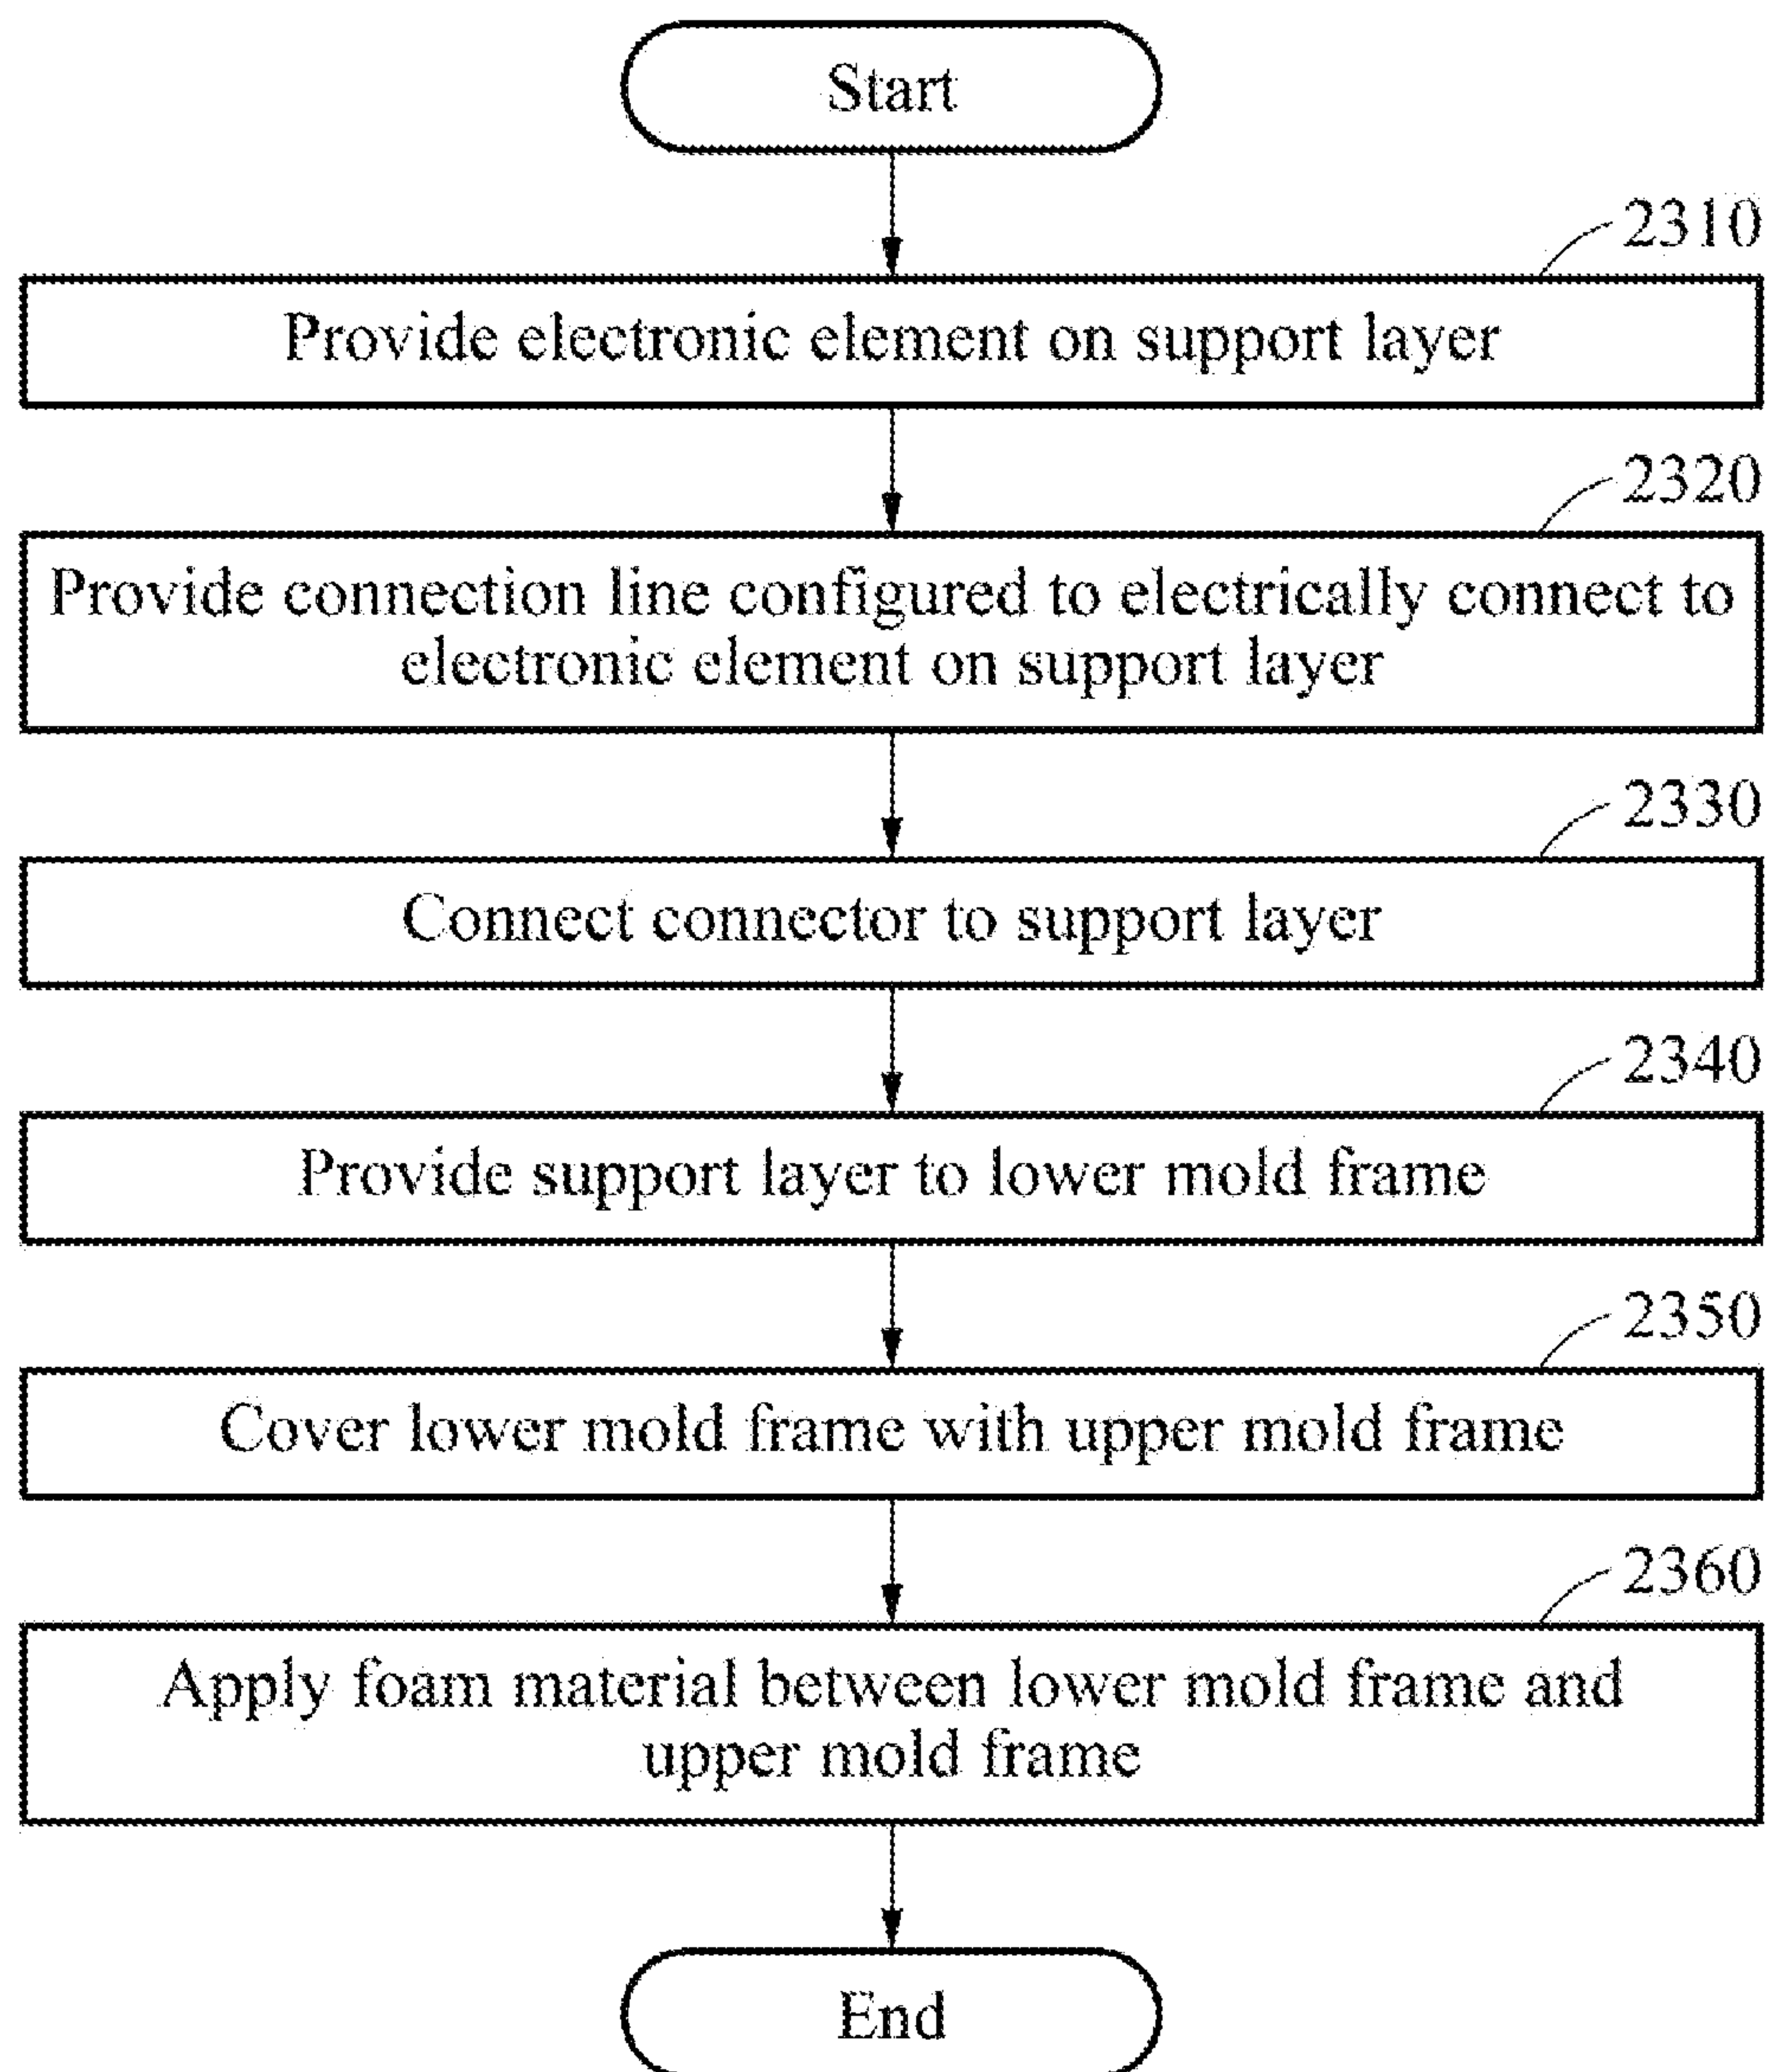 Start
2310
Provide electronic element on support layer
2320
Provide connection line configured to electrically connect to
electronic element on support layer
2330
Connect connector to support layer
2340
Provide support layer to lower mold frame
2350
Cover lower mold frame with upper mold frame
2360
Apply foam material between lower mold frame and
upper mold frame
End